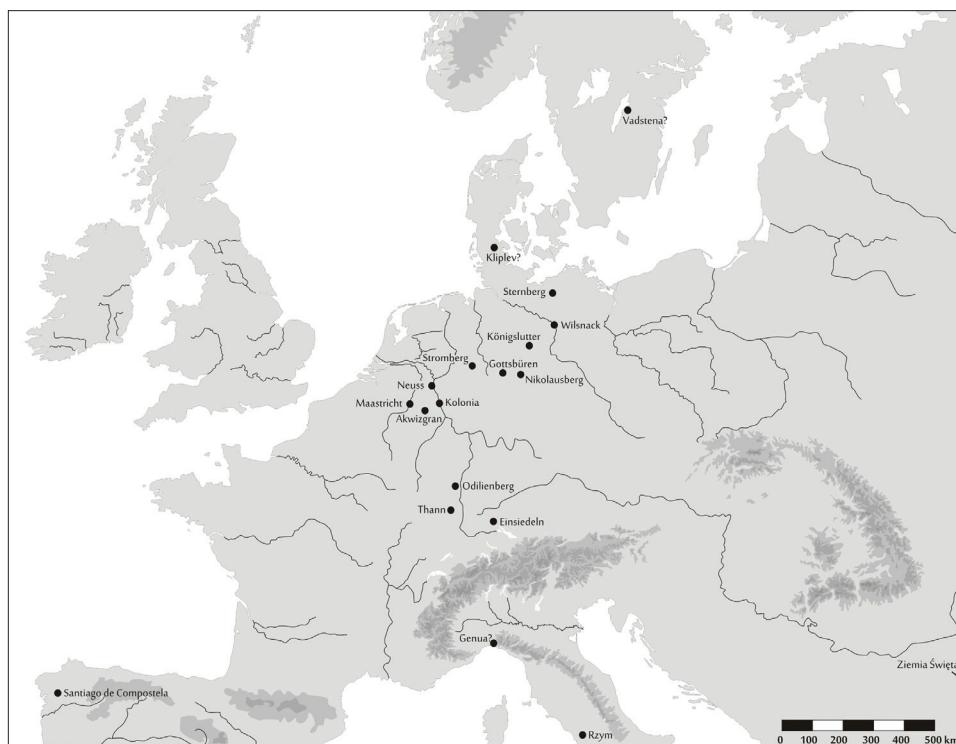 Vadstena?
Kliplev?
Sternberg
Wilsnack
Königslutter
Stromberg
Gottsbüren
Nikolausberg
Neuss
Maastricht
Kolonia
Akwizgran
Odilienberg
Thann
Einsiedeln
Genua?
Ziemia Święta
Santiago de Compostela
Rzym
0 100 200 300 400 500 km